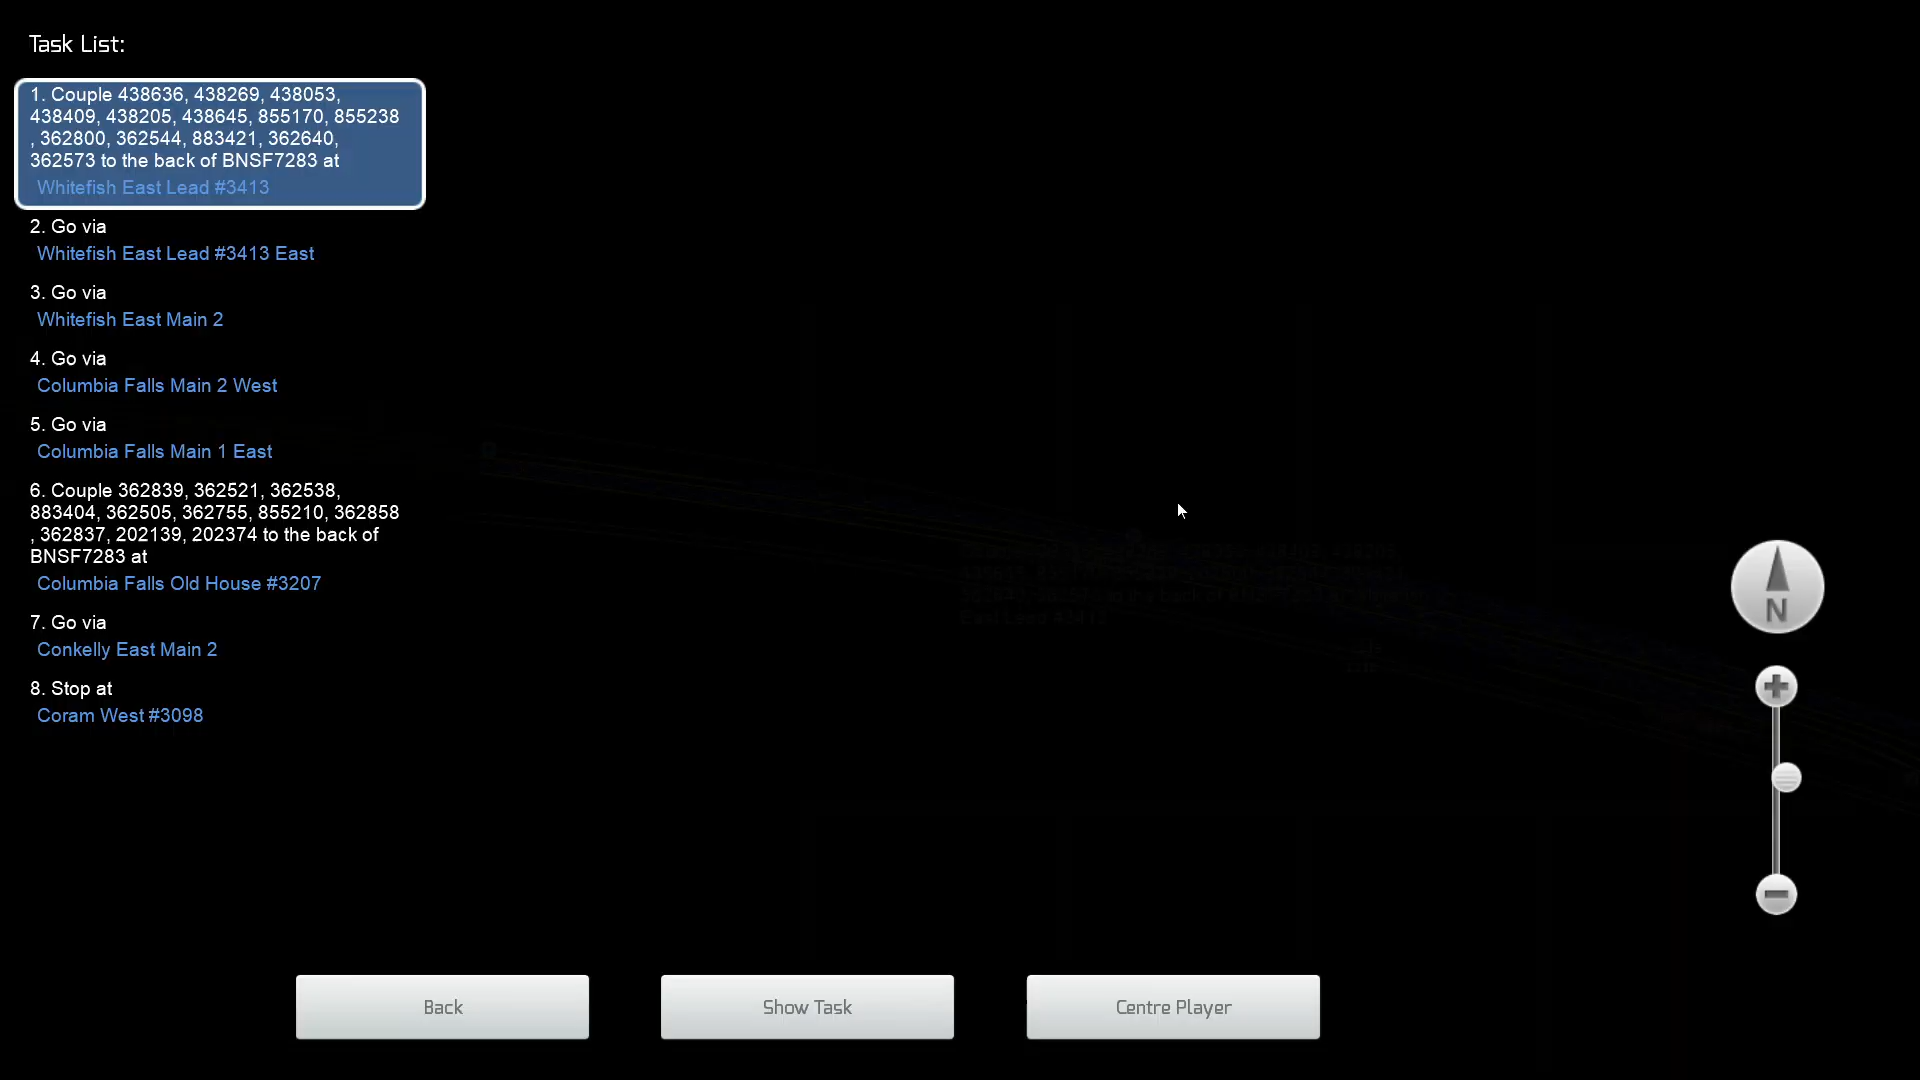 Task List:
1. Couple 438636, 438269, 438053,
438409, 438205, 438645, 855170, 855238
, 362800, 362544, 883421, 362640,
362573 to the back of BNSF7283 at
Whitefish East Lead #3413
2. Go via
Whitefish East Lead #3413 East
3. Go via
Whitefish East Main 2
4. Go via
Columbia Falls Main 2 West
5. Go via
Columbia Falls Main 1 East
6. Couple 362839, 362521, 362538,
883404, 362505, 362755, 855210, 362858
, 362837, 202139, 202374 to the back of
BNSF7283 at
Columbia Falls Old House #3207
7. Go via
Conkelly East Main 2
8. Stop at
Coram West #3098
N
Back
Show Task
Centre Player